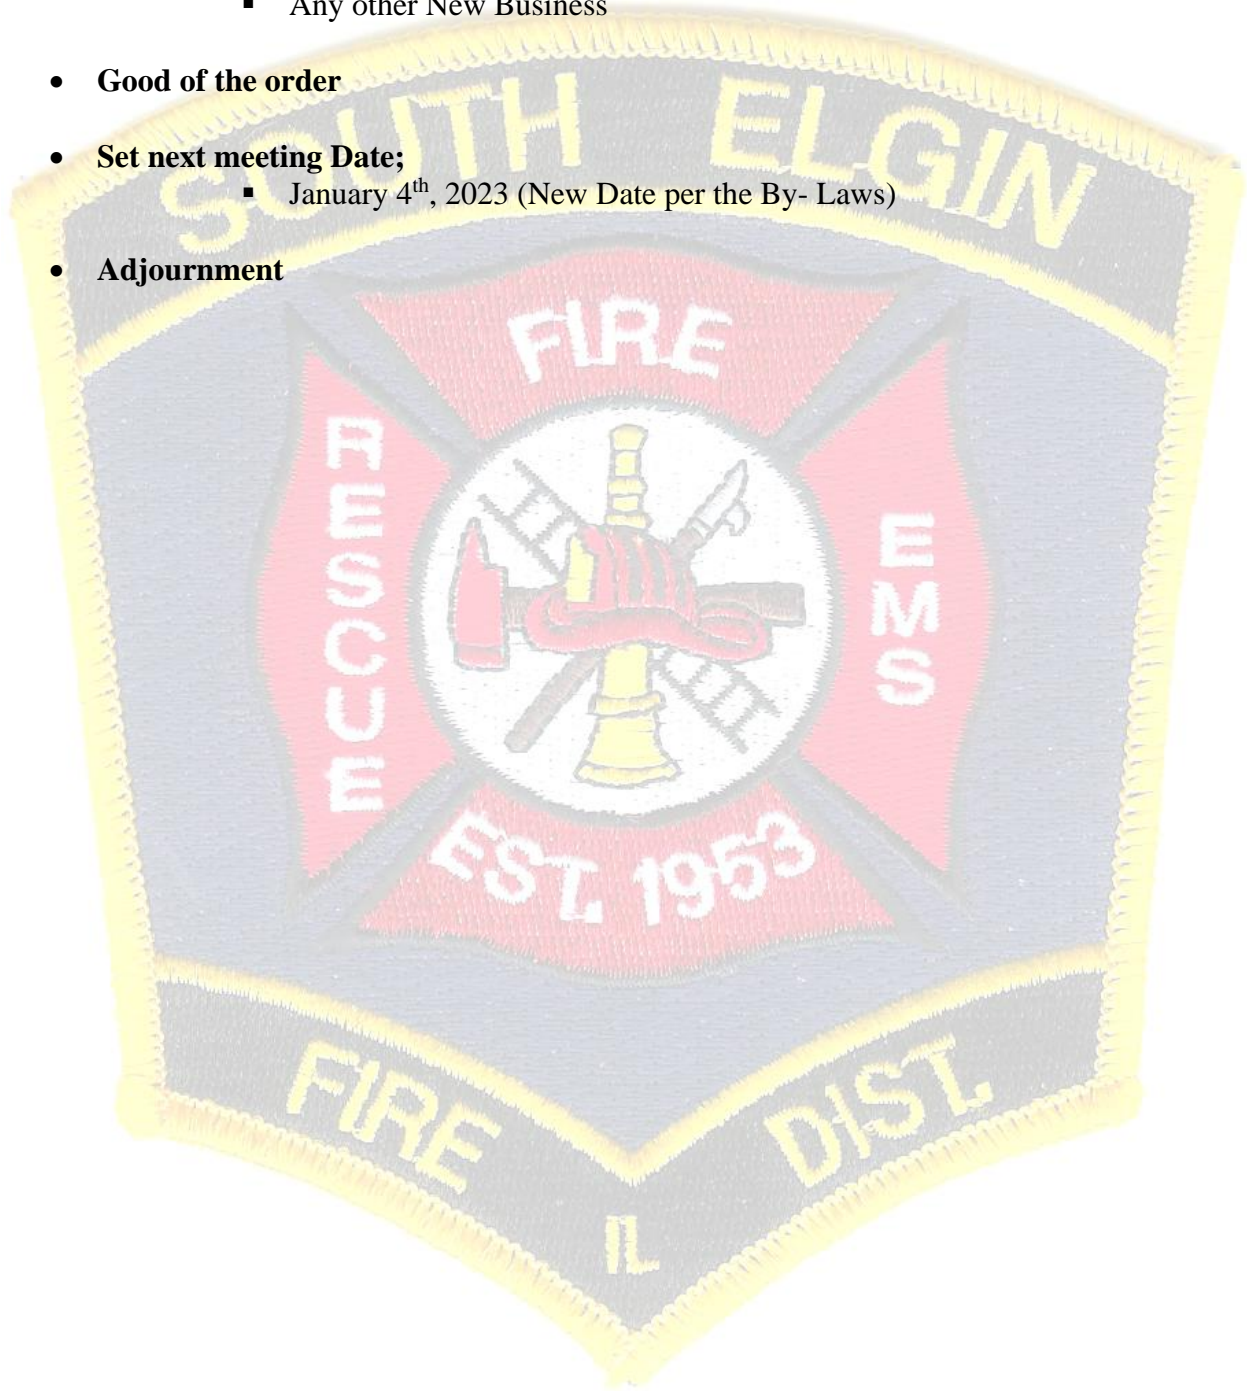 ▪ Any other New Business
• Good of the order
• Set next meeting Date;
▪ January 4th, 2023 (New Date per the By- Laws)
• Adjournment
SOUTH ELGIN
FIRE
RESCUE
EMS
EST. 1953
FIRE DIST.
IL